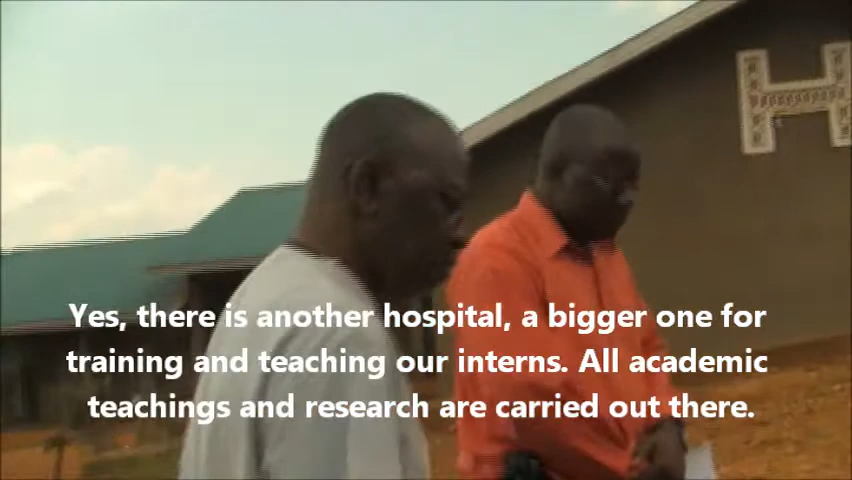 H
Yes, there is another hospital, a bigger one for
training and teaching our interns. All academic
teachings and research are carried out there.